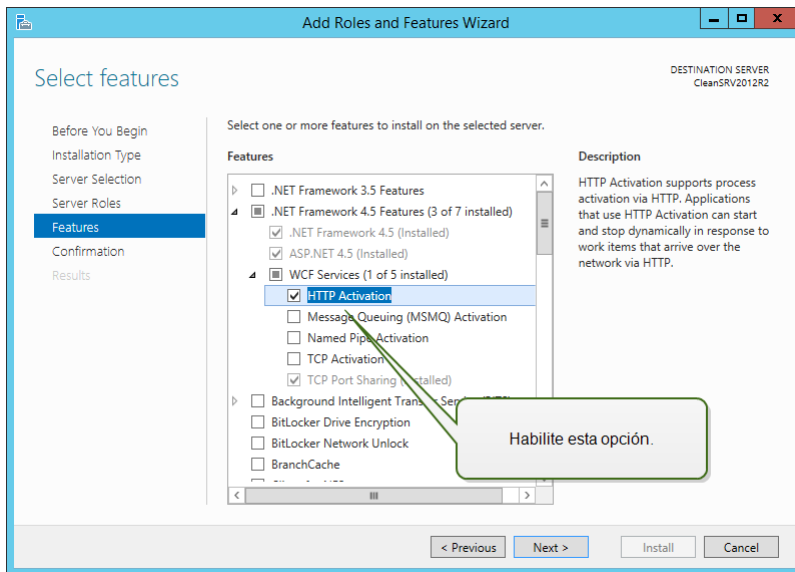 Add Roles and Features Wizard
Select features
DESTINATION SERVER
CleanSRV2012R2
Before You Begin
Installation Type
Server Selection
Server Roles
Features
Confirmation
Results
Select one or more features to install on the selected server.
Features
.NET Framework 3.5 Features
.NET Framework 4.5 Features (3 of 7 installed)
.NET Framework 4.5 (Installed)
ASP.NET 4.5 (Installed)
WCF Services (1 of 5 installed)
HTTP Activation
Message Queuing (MSMQ) Activation
Named Pipe Activation
TCP Activation
TCP Port Sharing (Installed)
Background Intelligent Transfer
BitLocker Drive Encryption
BitLocker Network Unlock
BranchCache
Habilite esta opción.
Description
HTTP Activation supports process
activation via HTTP. Applications
that use HTTP Activation can start
and stop dynamically in response to
work items that arrive over the
network via HTTP.
< Previous
Next >
Install
Cancel